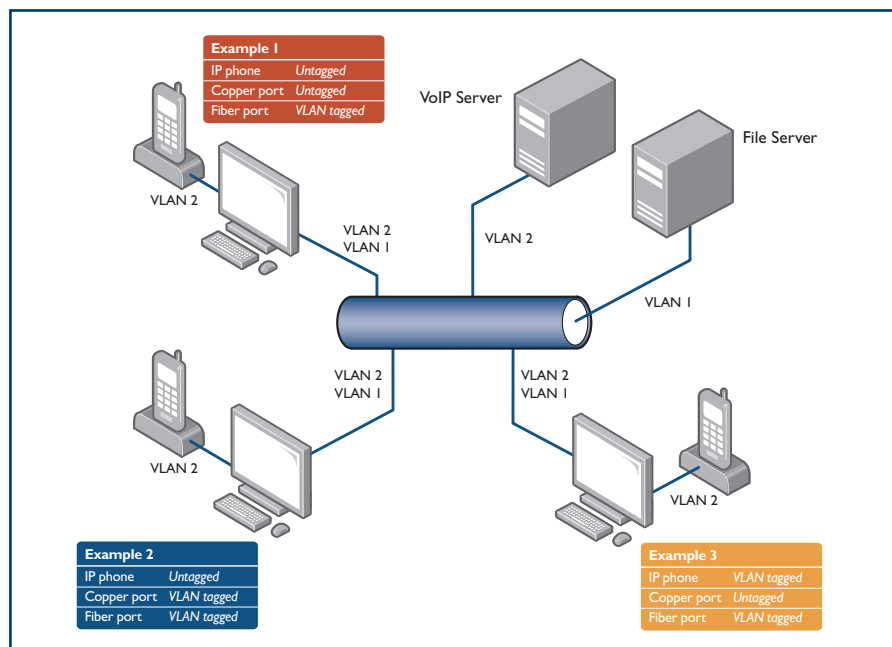 Example 1
IP phone Untagged
Copper port Untagged
Fiber port VLAN tagged
VoIP Server
File Server
VLAN 2
VLAN 2
VLAN 1
VLAN 2
VLAN 1
VLAN 2
VLAN 1
VLAN 2
VLAN 1
VLAN 2
VLAN 2
Example 2
IP phone Untagged
Copper port VLAN tagged
Fiber port VLAN tagged
Example 3
IP phone VLAN tagged
Copper port Untagged
Fiber port VLAN tagged